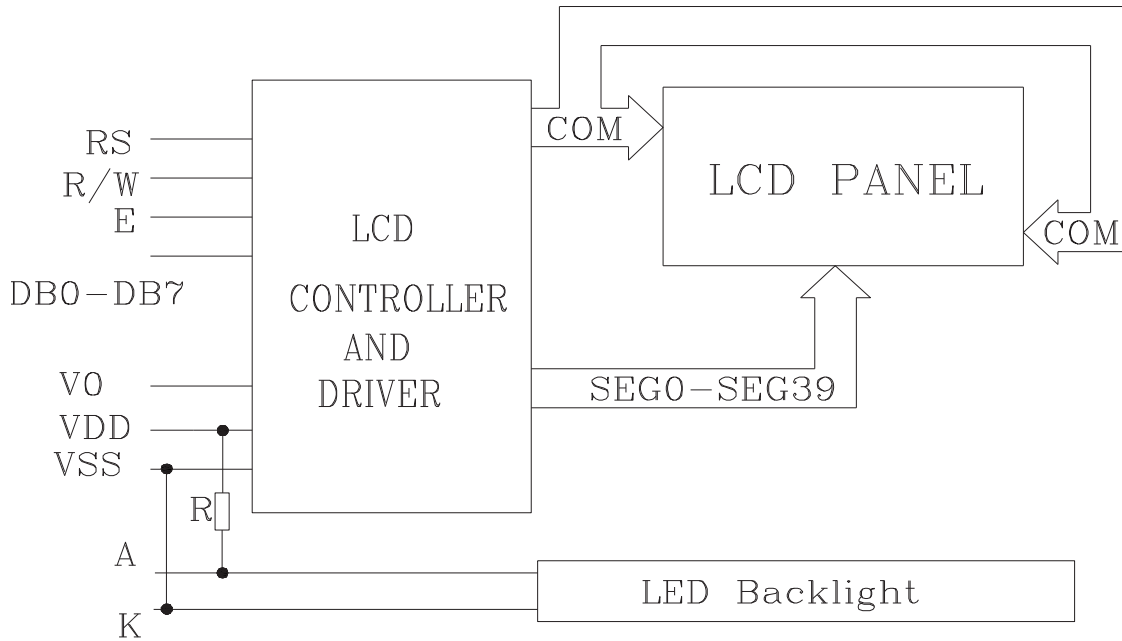 RS
R/W
E
DB0-DB7
V0
VDD
VSS
R
A
K
LCD
CONTROLLER
AND
DRIVER
COM
LCD PANEL
COM
SEG0-SEG39
LED Backlight